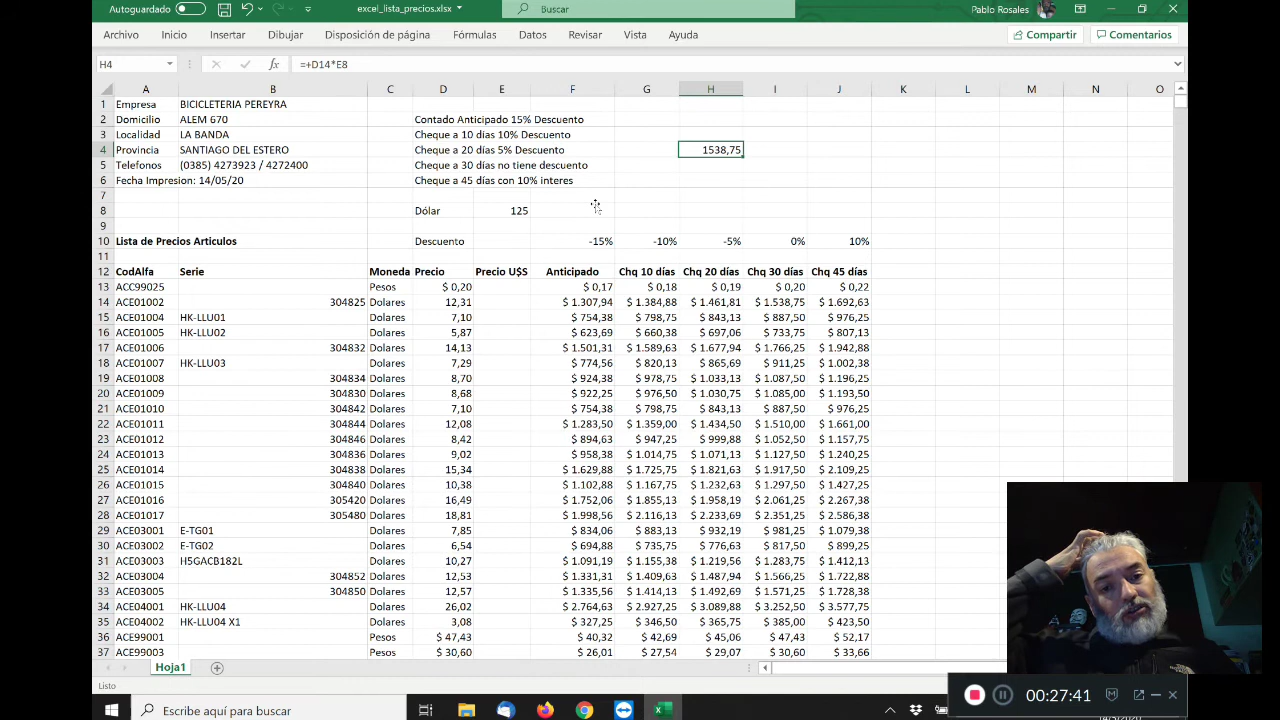 Autoguardado
excel_lista_precios.xlsx
Buscar
Pablo Rosales
Archivo Inicio Insertar Dibujar Disposición de página Fórmulas Datos Revisar Vista Ayuda Compartir Comentarios
H4 fx =+D14*E8
A B C D E F G H I J K L M N O
1 Empresa BICICLETERIA PEREYRA
2 Domicilio ALEM 670 Contado Anticipado 15% Descuento
3 Localidad LA BANDA Cheque a 10 días 10% Descuento
4 Provincia SANTIAGO DEL ESTERO Cheque a 20 días 5% Descuento 1538,75
5 Telefonos (0385) 4273923 / 4272400 Cheque a 30 días no tiene descuento
6 Fecha Impresion: 14/05/20 Cheque a 45 días con 10% interes
7
8 Dólar 125
9
10 Lista de Precios Articulos Descuento -15% -10% -5% 0% 10%
11
12 CodAlfa Serie Moneda Precio Precio U$S Anticipado Chq 10 días Chq 20 días Chq 30 días Chq 45 días
13 ACC99025 Pesos $ 0,20 $ 0,17 $ 0,18 $ 0,19 $ 0,20 $ 0,22
14 ACE01002 304825 Dolares 12,31 $ 1.307,94 $ 1.384,88 $ 1.461,81 $ 1.538,75 $ 1.692,63
15 ACE01004 HK-LLU01 Dolares 7,10 $ 754,38 $ 798,75 $ 843,13 $ 887,50 $ 976,25
16 ACE01005 HK-LLU02 Dolares 5,87 $ 623,69 $ 660,38 $ 697,06 $ 733,75 $ 807,13
17 ACE01006 304832 Dolares 14,13 $ 1.501,31 $ 1.589,63 $ 1.677,94 $ 1.766,25 $ 1.942,88
18 ACE01007 HK-LLU03 Dolares 7,29 $ 774,56 $ 820,13 $ 865,69 $ 911,25 $ 1.002,38
19 ACE01008 304834 Dolares 8,70 $ 924,38 $ 978,75 $ 1.033,13 $ 1.087,50 $ 1.196,25
20 ACE01009 304830 Dolares 8,68 $ 922,25 $ 976,50 $ 1.030,75 $ 1.085,00 $ 1.193,50
21 ACE01010 304842 Dolares 7,10 $ 754,38 $ 798,75 $ 843,13 $ 887,50 $ 976,25
22 ACE01011 304844 Dolares 12,08 $ 1.283,50 $ 1.359,00 $ 1.434,50 $ 1.510,00 $ 1.661,00
23 ACE01012 304846 Dolares 8,42 $ 894,63 $ 947,25 $ 999,88 $ 1.052,50 $ 1.157,75
24 ACE01013 304836 Dolares 9,02 $ 958,38 $ 1.014,75 $ 1.071,13 $ 1.127,50 $ 1.240,25
25 ACE01014 304838 Dolares 15,34 $ 1.629,88 $ 1.725,75 $ 1.821,63 $ 1.917,50 $ 2.109,25
26 ACE01015 304840 Dolares 10,38 $ 1.102,88 $ 1.167,75 $ 1.232,63 $ 1.297,50 $ 1.427,25
27 ACE01016 305420 Dolares 16,49 $ 1.752,06 $ 1.855,13 $ 1.958,19 $ 2.061,25 $ 2.267,38
28 ACE01017 305480 Dolares 18,81 $ 1.998,56 $ 2.116,13 $ 2.233,69 $ 2.351,25 $ 2.586,38
29 ACE03001 E-TG01 Dolares 7,85 $ 834,06 $ 883,13 $ 932,19 $ 981,25 $ 1.079,38
30 ACE03002 E-TG02 Dolares 6,54 $ 694,88 $ 735,75 $ 776,63 $ 817,50 $ 899,25
31 ACE03003 H5GACB182L Dolares 10,27 $ 1.091,19 $ 1.155,38 $ 1.219,56 $ 1.283,75 $ 1.412,13
32 ACE03004 304852 Dolares 12,53 $ 1.331,31 $ 1.409,63 $ 1.487,94 $ 1.566,25 $ 1.722,88
33 ACE03005 304850 Dolares 12,57 $ 1.335,56 $ 1.414,13 $ 1.492,69 $ 1.571,25 $ 1.728,38
34 ACE04001 HK-LLU04 Dolares 26,02 $ 2.764,63 $ 2.927,25 $ 3.089,88 $ 3.252,50 $ 3.577,75
35 ACE04002 HK-LLU04 X1 Dolares 3,08 $ 327,25 $ 346,50 $ 365,75 $ 385,00 $ 423,50
36 ACE99001 Pesos $ 47,43 $ 40,32 $ 42,69 $ 45,06 $ 47,43 $ 52,17
37 ACE99003 Pesos $ 30,60 $ 26,01 $ 27,54 $ 29,07 $ 30,60 $ 33,66
Hoja1
Listo
00:27:41
Escribe aquí para buscar